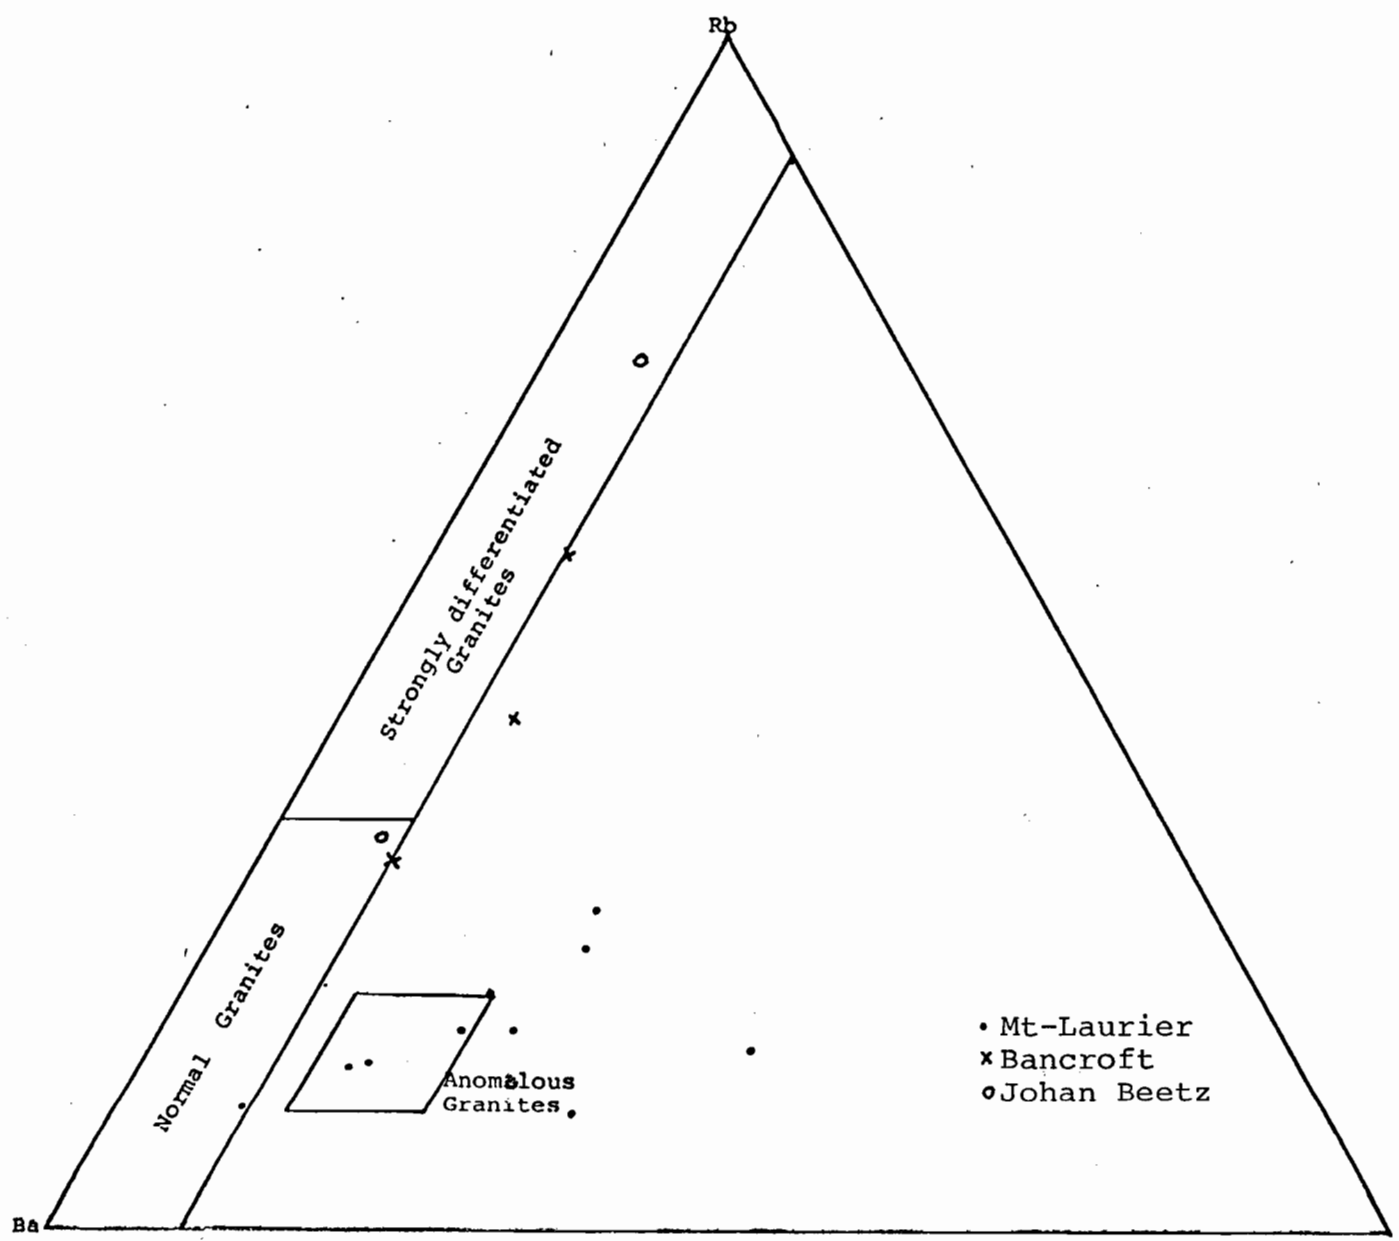 Rb
Strongly differentiated
Granites
Normal Granites
Anomalous
Granites
• Mt-Laurier
x Bancroft
o Johan Beetz
Ba